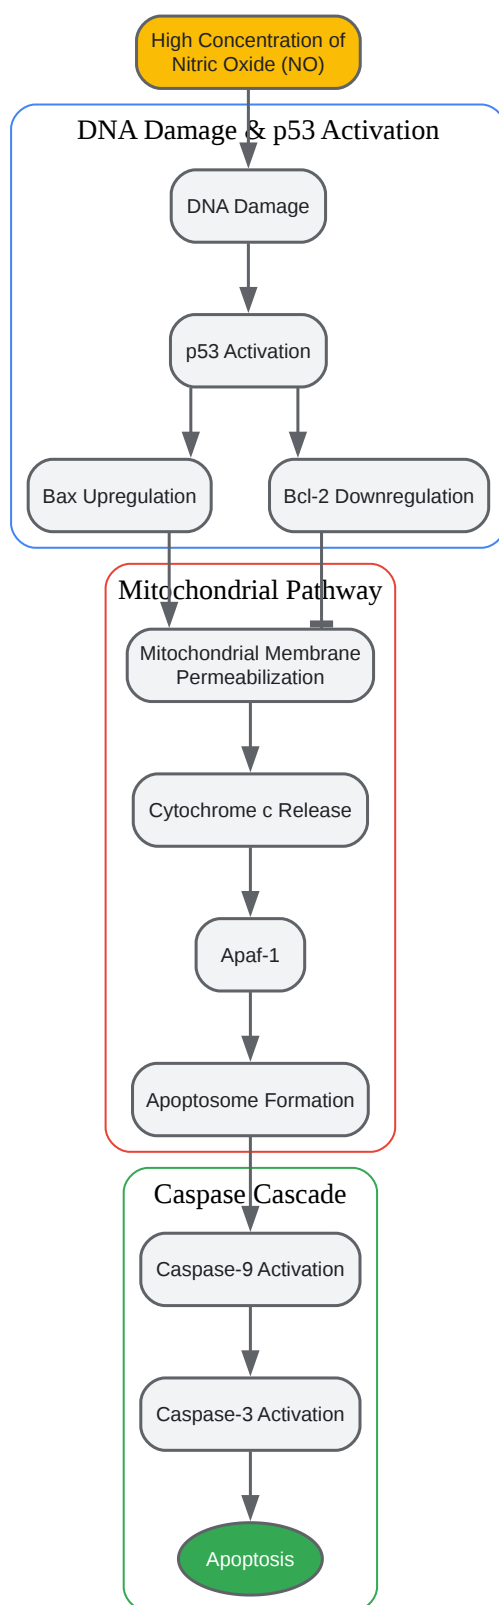 High Concentration of
Nitric Oxide (NO)
DNA Damage & p53 Activation
DNA Damage
p53 Activation
Bax Upregulation
Bcl-2 Downregulation
Mitochondrial Pathway
Mitochondrial Membrane
Permeabilization
Cytochrome c Release
Apaf-1
Apoptosome Formation
Caspase Cascade
Caspase-9 Activation
Caspase-3 Activation
Apoptosis